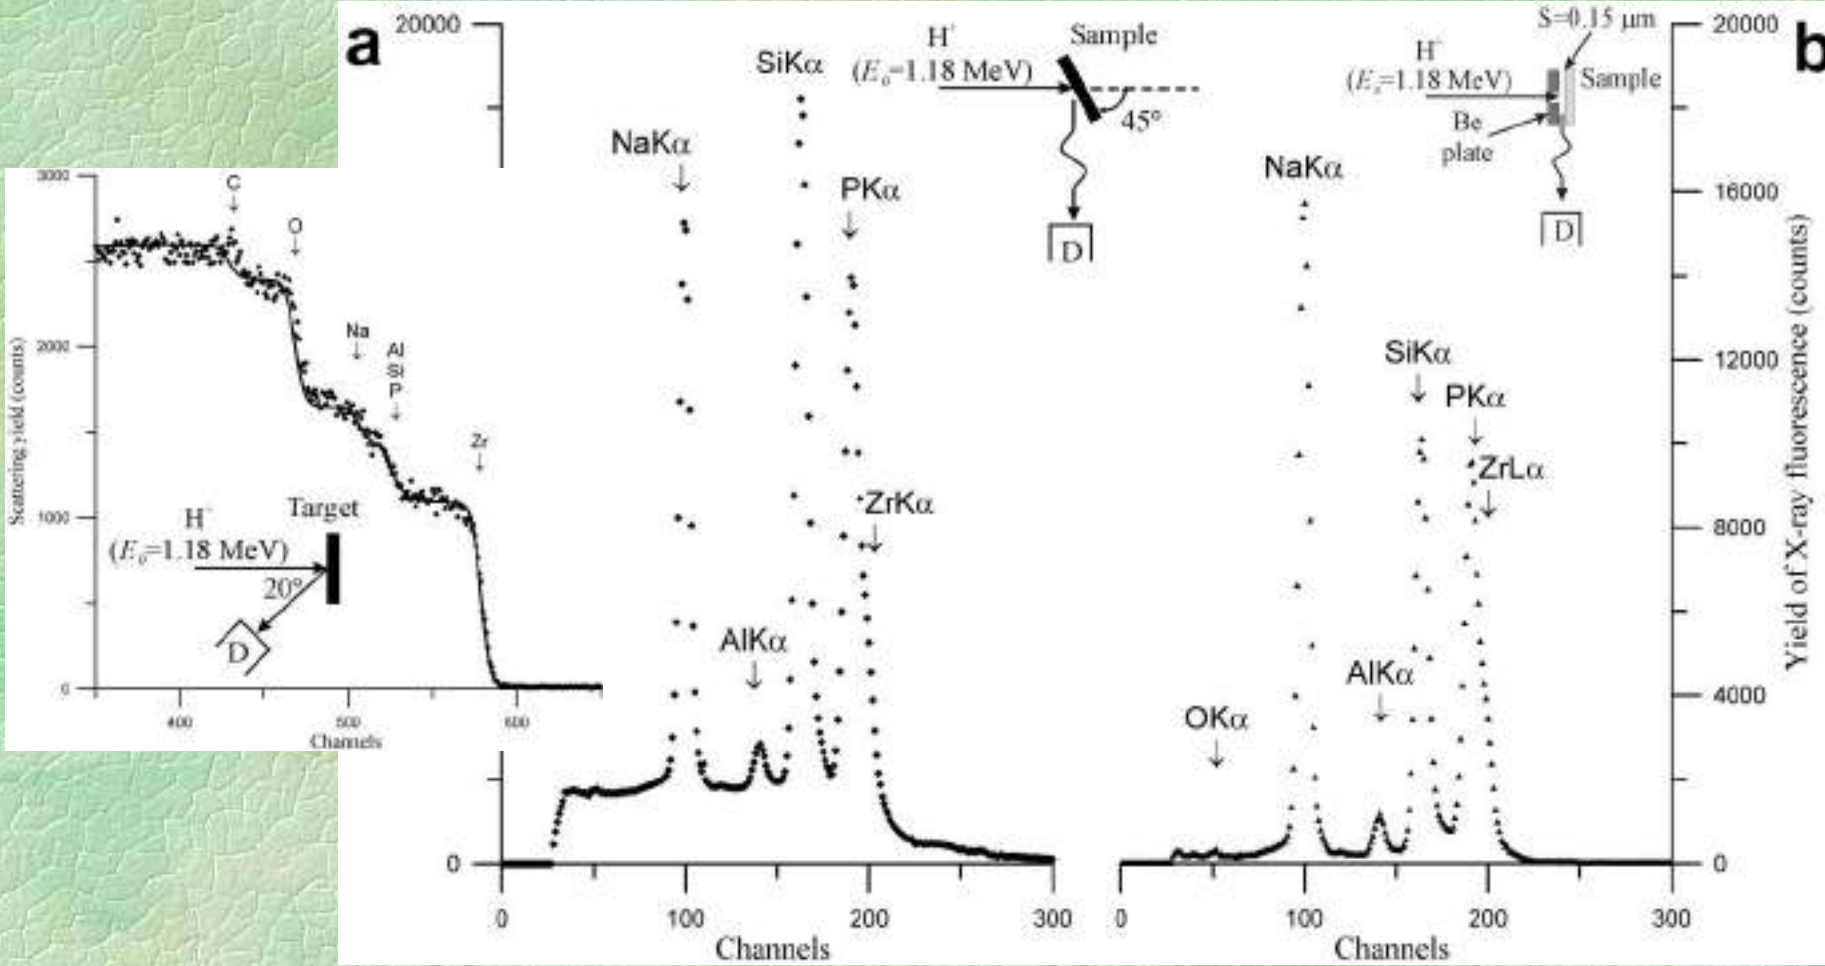 a
20000
SiKα
NaKα
PKα
ZrKα
AlKα
0
0
100
200
300
Channels
H⁺
(E₀=1.18 MeV)
Sample
45°
D
3000
2000
1000
0
Scattering yield (counts)
C
O
Na
Al
Si
P
Zr
H⁺
(E₀=1.18 MeV)
Target
20°
D
400
500
600
Channels
b
S=0.15 μm
H⁺
(E₀=1.18 MeV)
Sample
Be
plate
D
NaKα
SiKα
PKα
ZrLα
AlKα
OKα
20000
16000
12000
8000
4000
0
Yield of X-ray fluorescence (counts)
0
100
200
300
Channels